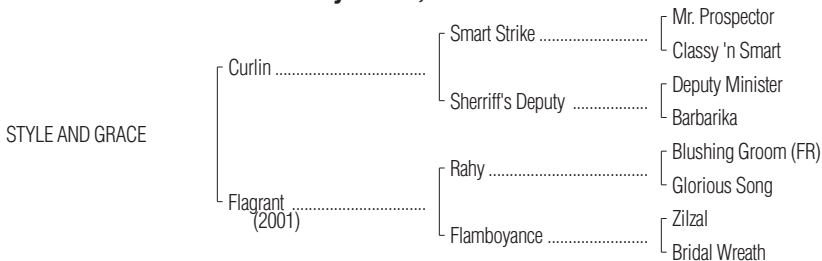 Mr. Prospector
Smart Strike
Classy 'n Smart
Curlin
Deputy Minister
Sherriff's Deputy
Barbarika
STYLE AND GRACE
Blushing Groom (FR)
Rahy
Glorious Song
Flagrant
(2001)
Zilzal
Flamboyance
Bridal Wreath